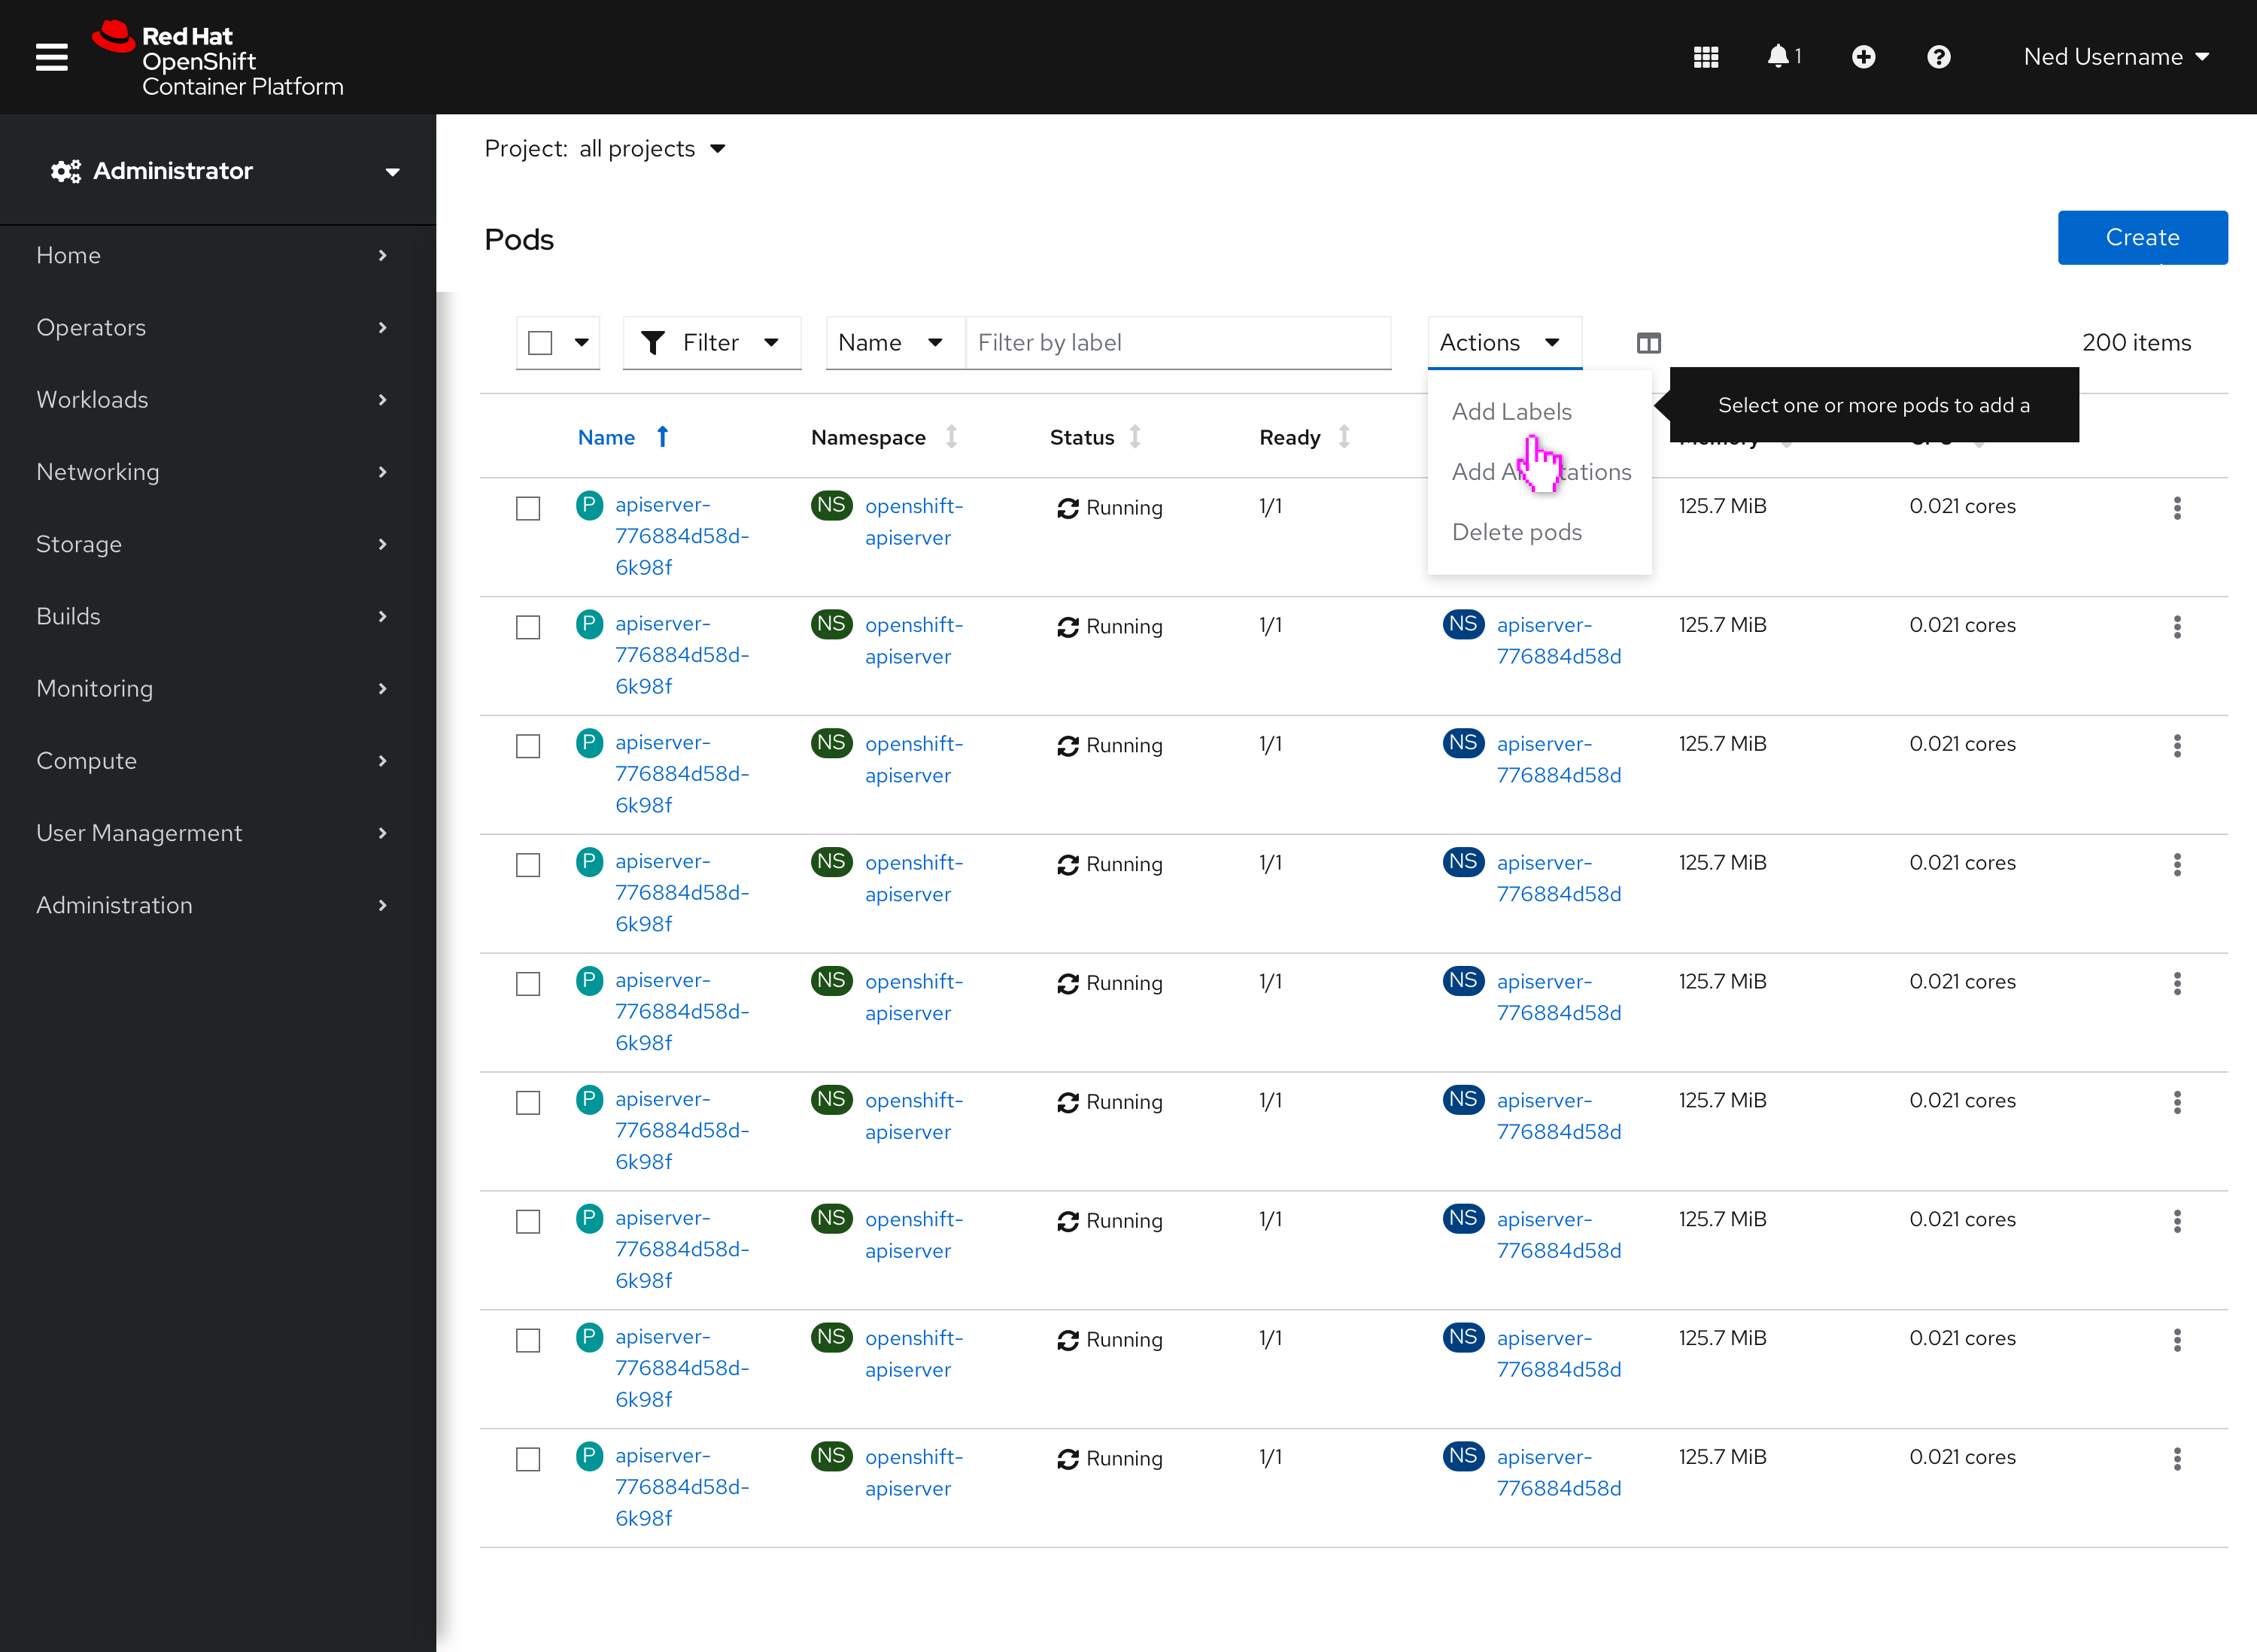 Red Hat
OpenShift
Container Platform
1
Ned Username
Administrator
Home
Operators
Workloads
Networking
Storage
Builds
Monitoring
Compute
User Managerment
Administration
Project: all projects
Pods
Create
Filter
Name
Filter by label
Actions
200 items
Add Labels
Add
Delete pods
Select one or more pods to add a
Name
Namespace
Status
Ready
Memory
P apiserver-
776884d58d-
6k98f
NS openshift-
apiserver
Running
1/1
125.7 MiB
0.021 cores
P apiserver-
776884d58d-
6k98f
NS openshift-
apiserver
Running
1/1
NS apiserver-
776884d58d
125.7 MiB
0.021 cores
P apiserver-
776884d58d-
6k98f
NS openshift-
apiserver
Running
1/1
NS apiserver-
776884d58d
125.7 MiB
0.021 cores
P apiserver-
776884d58d-
6k98f
NS openshift-
apiserver
Running
1/1
NS apiserver-
776884d58d
125.7 MiB
0.021 cores
P apiserver-
776884d58d-
6k98f
NS openshift-
apiserver
Running
1/1
NS apiserver-
776884d58d
125.7 MiB
0.021 cores
P apiserver-
776884d58d-
6k98f
NS openshift-
apiserver
Running
1/1
NS apiserver-
776884d58d
125.7 MiB
0.021 cores
P apiserver-
776884d58d-
6k98f
NS openshift-
apiserver
Running
1/1
NS apiserver-
776884d58d
125.7 MiB
0.021 cores
P apiserver-
776884d58d-
6k98f
NS openshift-
apiserver
Running
1/1
NS apiserver-
776884d58d
125.7 MiB
0.021 cores
P apiserver-
776884d58d-
6k98f
NS openshift-
apiserver
Running
1/1
NS apiserver-
776884d58d
125.7 MiB
0.021 cores